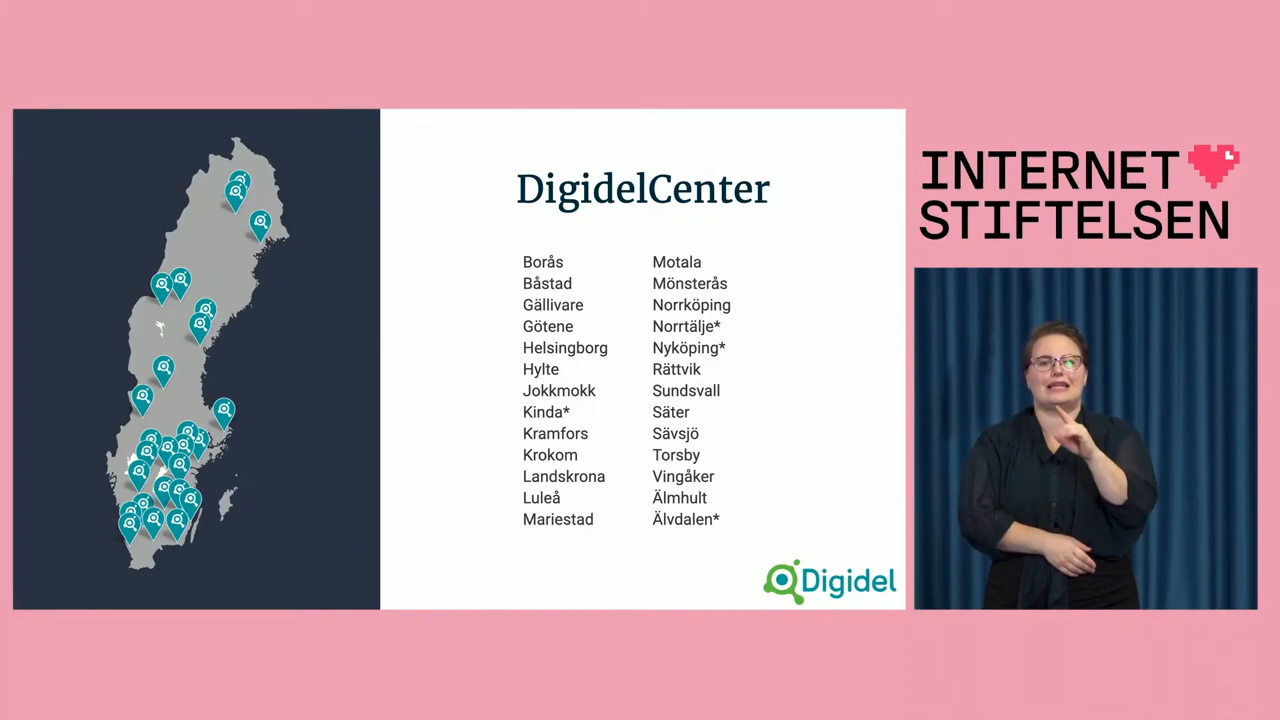 DigidelCenter
Borås
Båstad
Gällivare
Götene
Helsingborg
Hylte
Jokkmokk
Kinda*
Kramfors
Krokom
Landskrona
Luleå
Mariestad
Motala
Mönsterås
Norrköping
Norrtälje*
Nyköping*
Rättvik
Sundsvall
Säter
Sävsjö
Torsby
Vingåker
Älmhult
Älvdalen*
Digidel
INTERNET
STIFTELSEN